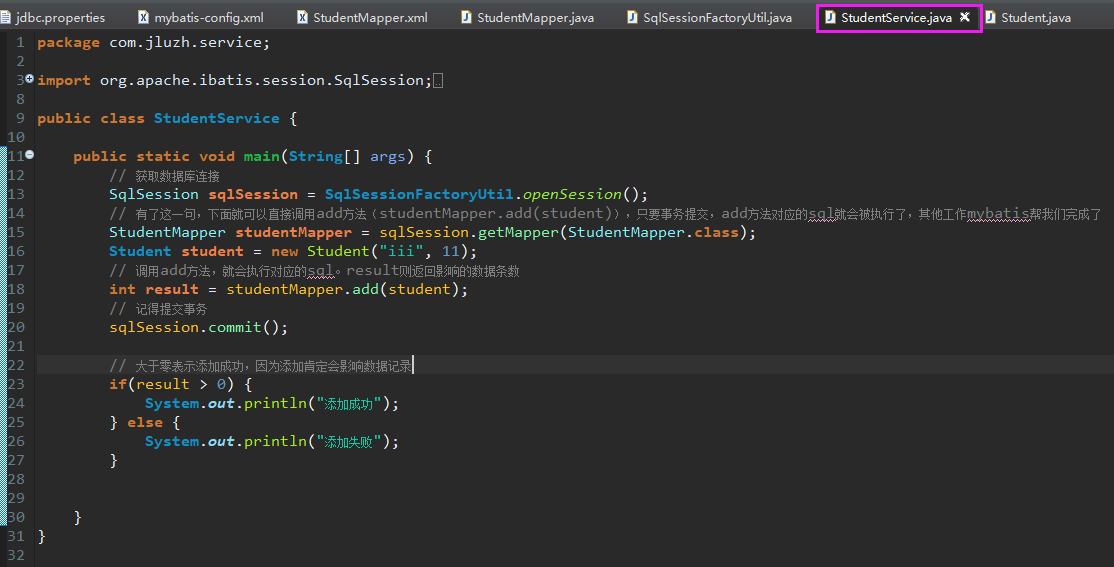 jdbc.properties mybatis-config.xml StudentMapper.xml StudentMapper.java SqlSessionFactoryUtil.java StudentService.java Student.java
1 package com.jluzh.service;
2
3 import org.apache.ibatis.session.SqlSession;
8
9 public class StudentService {
10
11 public static void main(String[] args) {
12 // 获取数据库连接
13 SqlSession sqlSession = SqlSessionFactoryUtil.openSession();
14 // 有了这一句，下面就可以直接调用add方法（studentMapper.add(student)），只要事务提交，add方法对应的sql就会被执行了，其他工作mybatis帮我们完成了
15 StudentMapper studentMapper = sqlSession.getMapper(StudentMapper.class);
16 Student student = new Student("iii", 11);
17 // 调用add方法，就会执行对应的sql。result则返回影响的数据条数
18 int result = studentMapper.add(student);
19 // 记得提交事务
20 sqlSession.commit();
21
22 // 大于零表示添加成功，因为添加肯定会影响数据记录
23 if(result > 0) {
24 System.out.println("添加成功");
25 } else {
26 System.out.println("添加失败");
27 }
28
29
30 }
31 }
32